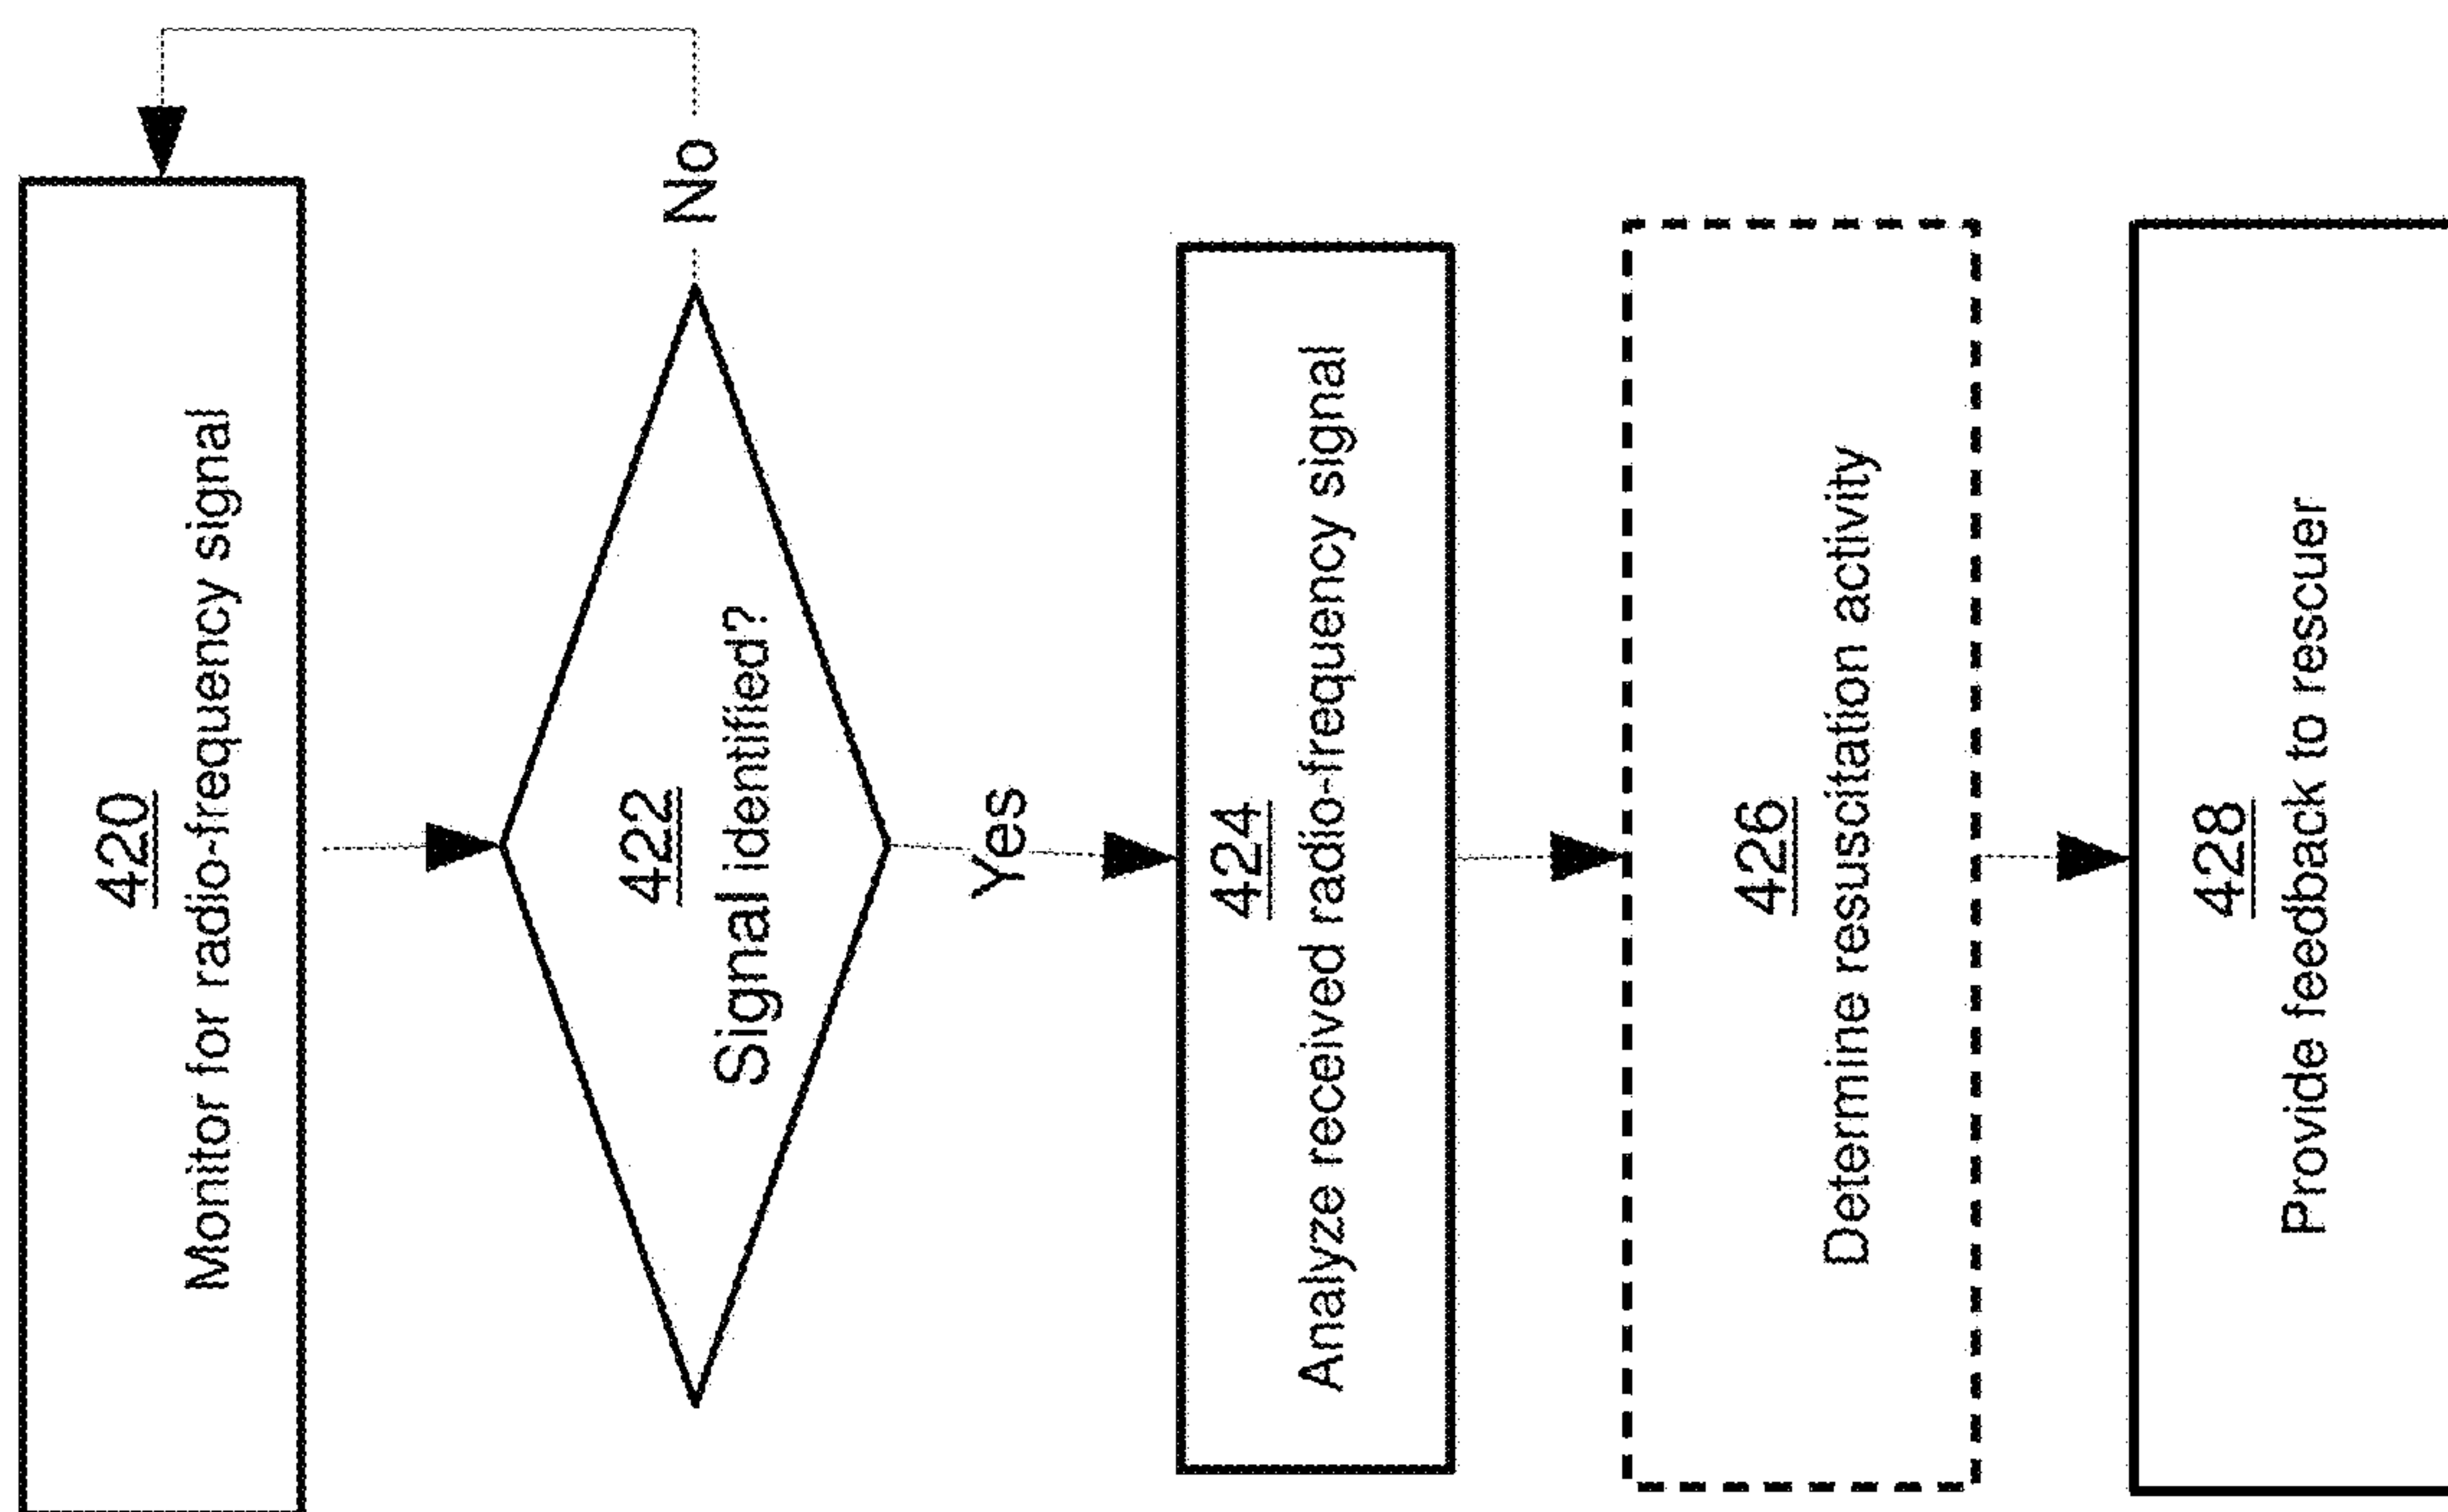 420
Monitor for radio-frequency signal
422
Signal identified?
No
Yes
424
Analyze received radio-frequency signal
426
Determine resuscitation activity
428
Provide feedback to rescuer